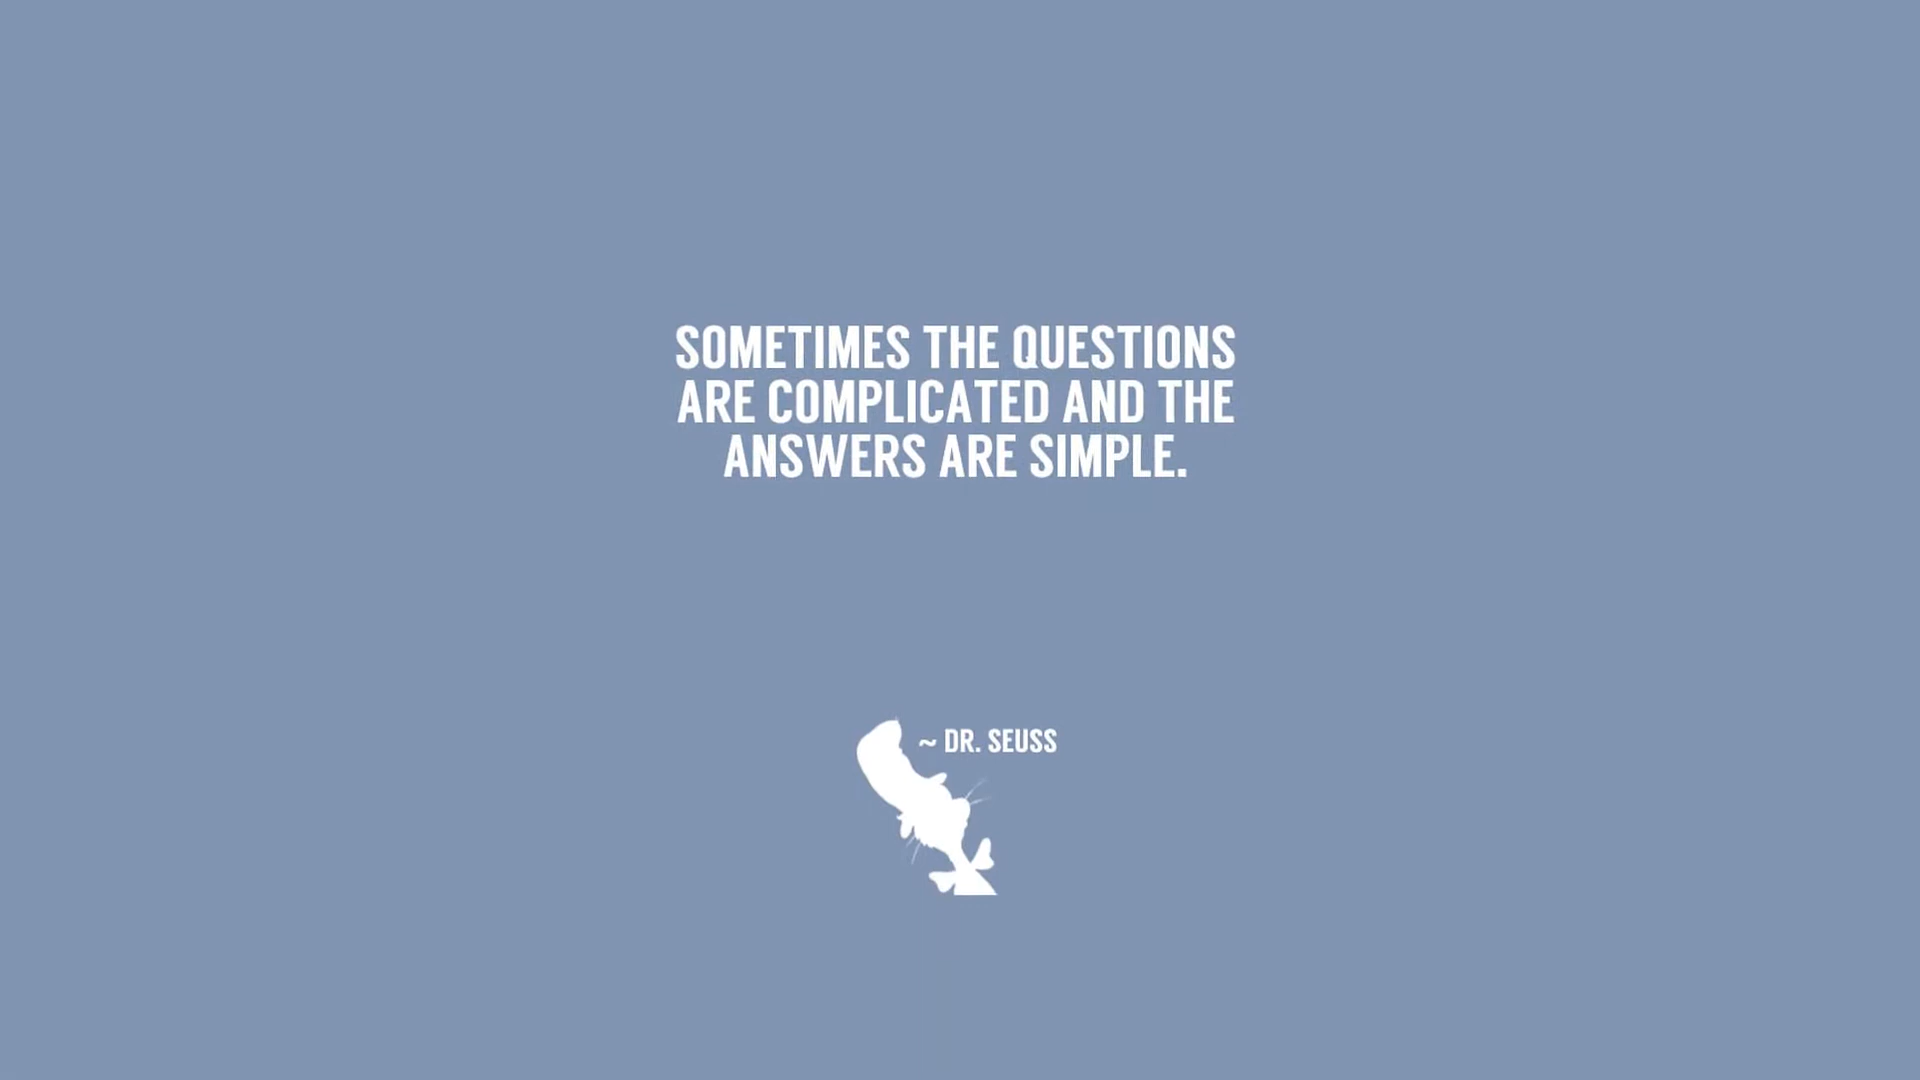 SOMETIMES THE QUESTIONS
ARE COMPLICATED AND THE
ANSWERS ARE SIMPLE.
~ DR. SEUSS